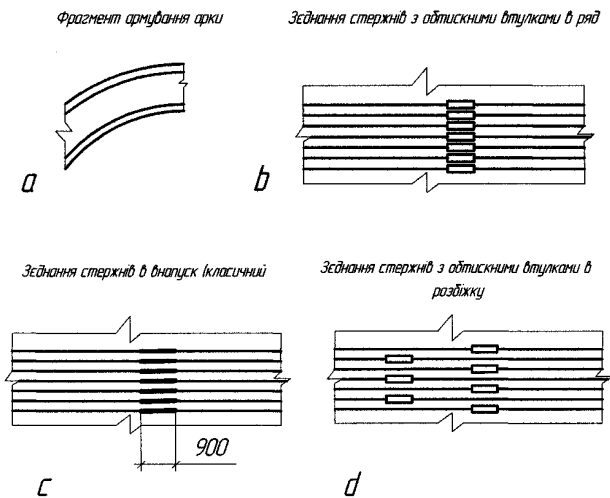 Фрагмент армування арки
Зєднання стержнів з обтискними втулками в ряд
a
b
Зєднання стержнів в внапуск (класичний
Зєднання стержнів з обтискними втулками в
розбіжку
900
c
d